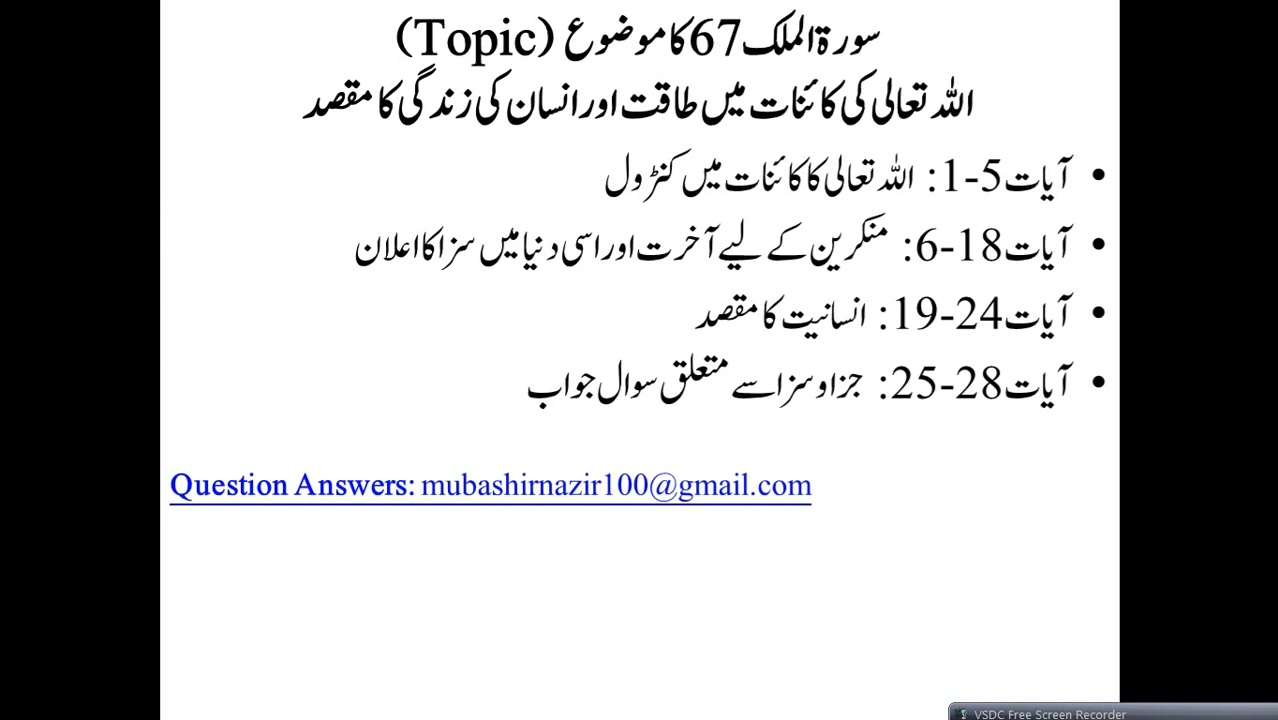 سورۃ الملک 67 کا موضوع (Topic)
اللہ تعالی کی کائنات میں طاقت اور انسان کی زندگی کا مقصد
• آیات 1-5: اللہ تعالی کا کائنات میں کنٹرول
• آیات 6-18: منکرین کے لیے آخرت اور اسی دنیا میں سزا کا اعلان
• آیات 19-24: انسانیت کا مقصد
• آیات 25-28: جزا و سزا سے متعلق سوال جواب
Question Answers: mubashirnazir100@gmail.com
VSDC Free Screen Recorder